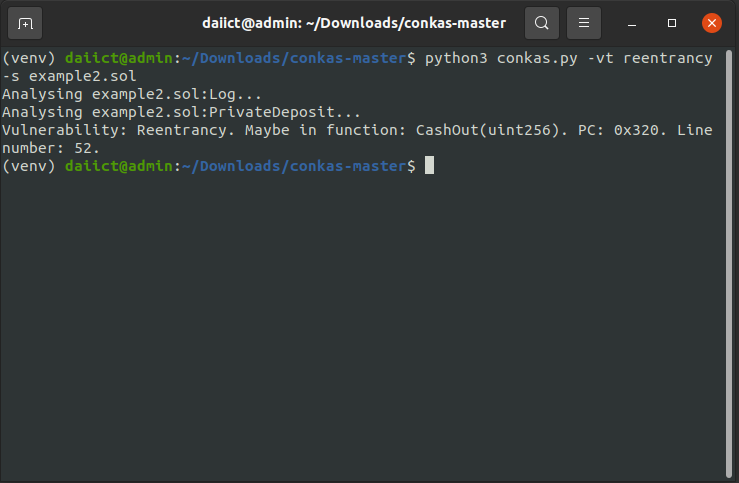 daiict@admin: ~/Downloads/conkas-master
(venv) daiict@admin:~/Downloads/conkas-master$ python3 conkas.py -vt reentrancy
-s example2.sol
Analysing example2.sol:Log...
Analysing example2.sol:PrivateDeposit...
Vulnerability: Reentrancy. Maybe in function: CashOut(uint256). PC: 0x320. Line
number: 52.
(venv) daiict@admin:~/Downloads/conkas-master$